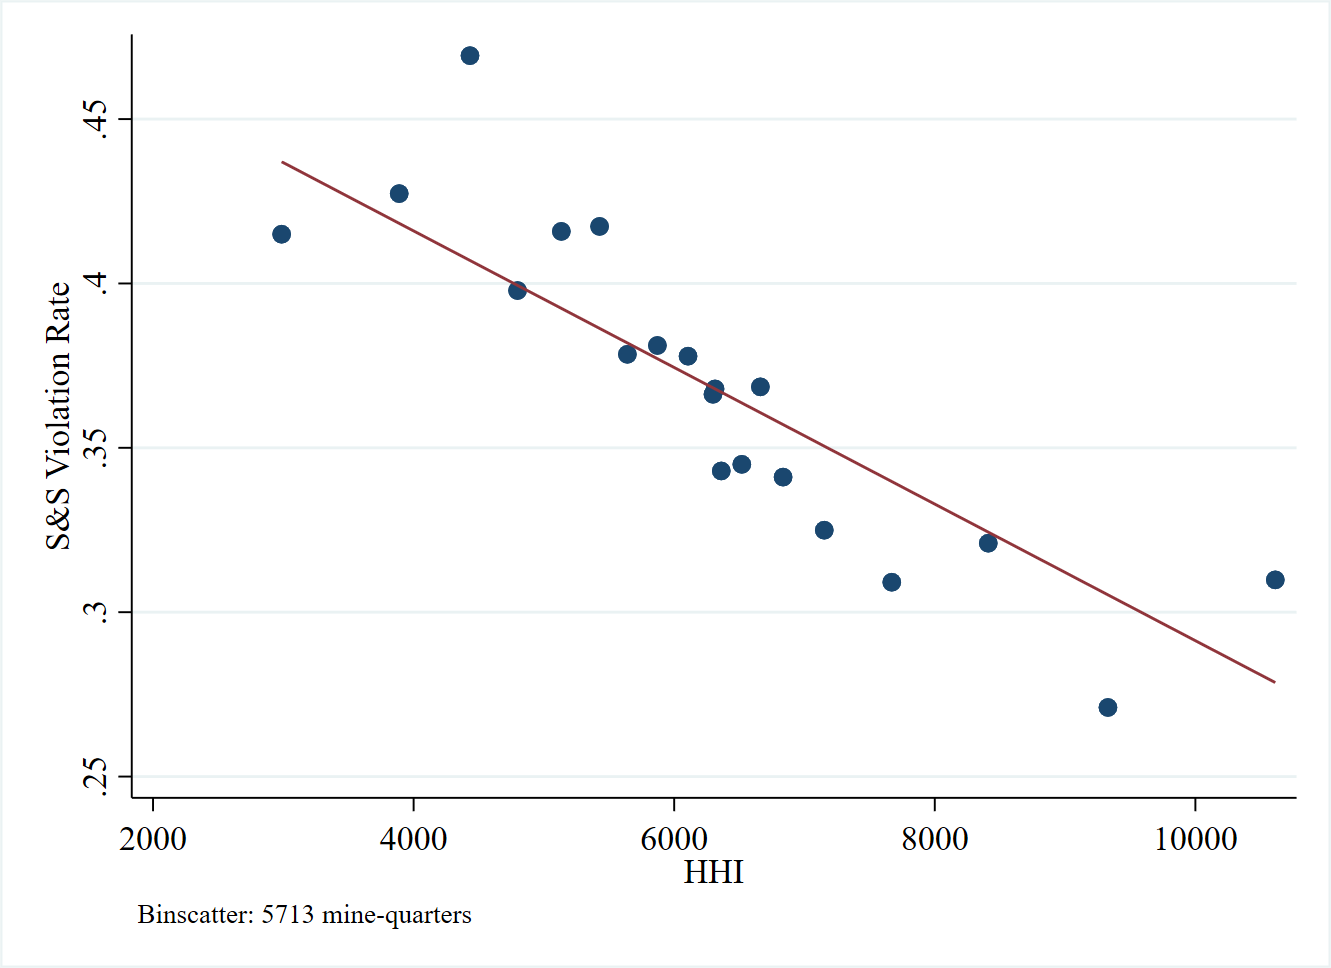 S&S Violation Rate
.45
.4
.35
.3
.25
2000 4000 6000 8000 10000
HHI
Binscatter: 5713 mine-quarters